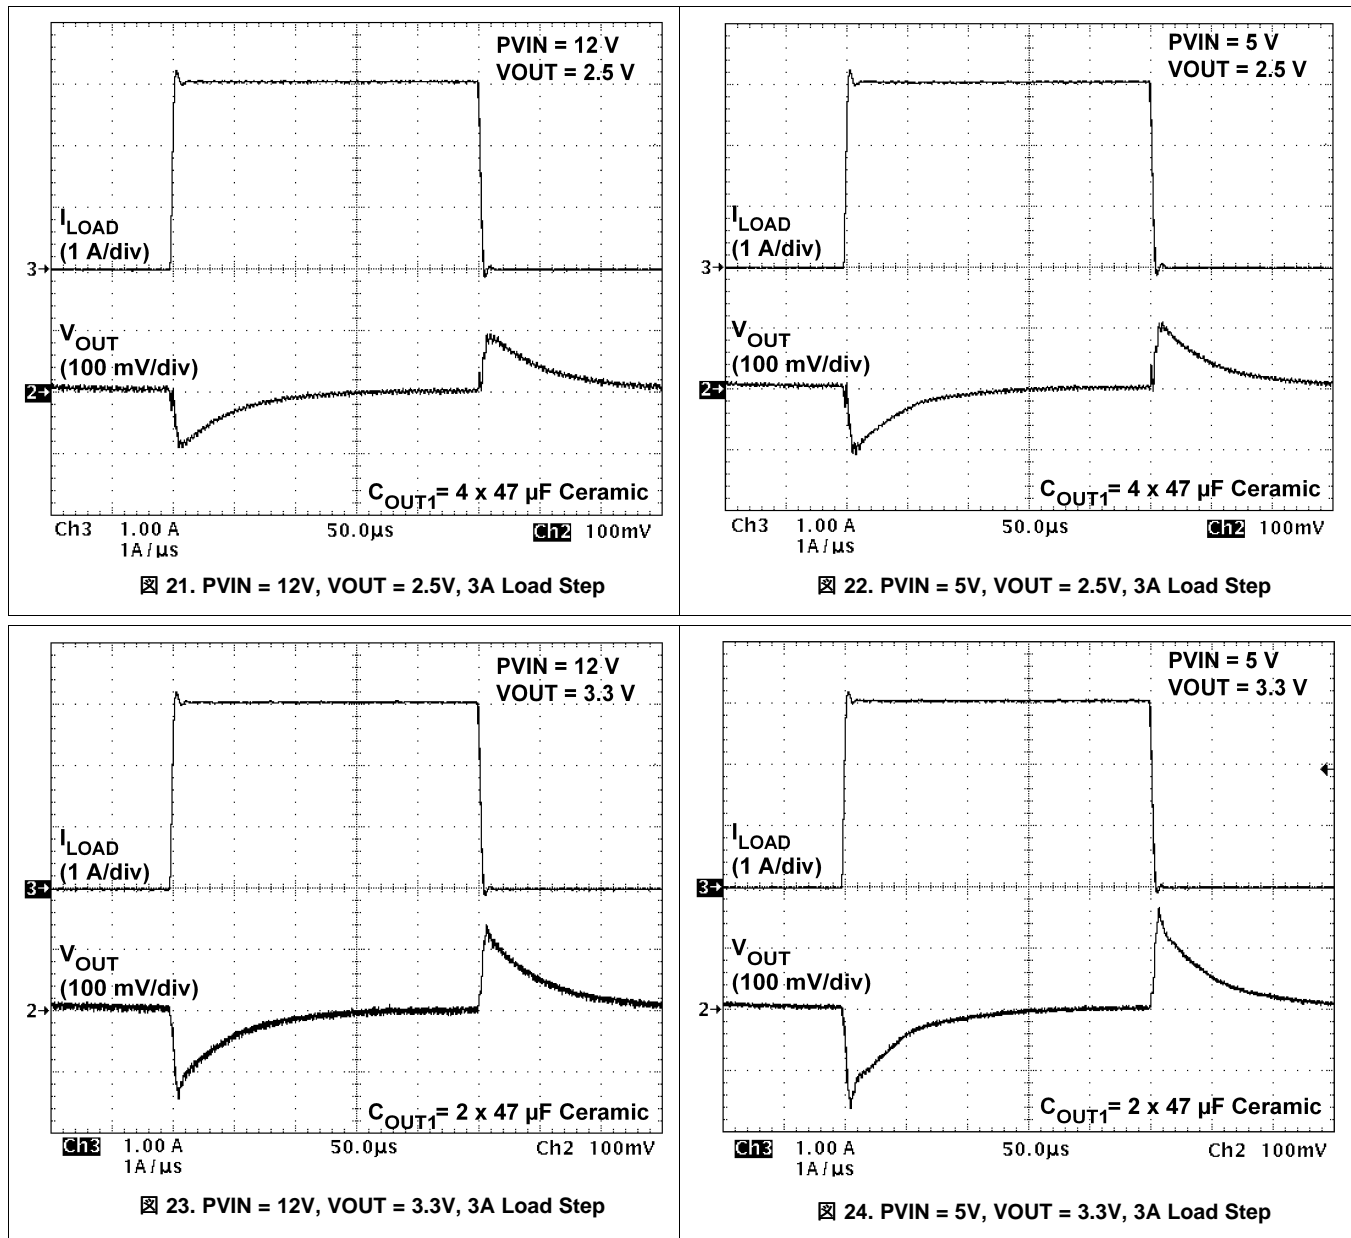 PVIN = 12 V
VOUT = 2.5 V
ILOAD
(1 A/div)
3
VOUT
(100 mV/div)
2
COUT1= 4 x 47 µF Ceramic
Ch3 1.00 A 50.0µs Ch2 100mV
1A/µs
図 21. PVIN = 12V, VOUT = 2.5V, 3A Load Step
PVIN = 5 V
VOUT = 2.5 V
ILOAD
(1 A/div)
3
VOUT
(100 mV/div)
2
COUT1= 4 x 47 µF Ceramic
Ch3 1.00 A 50.0µs Ch2 100mV
1A/µs
図 22. PVIN = 5V, VOUT = 2.5V, 3A Load Step
PVIN = 12 V
VOUT = 3.3 V
ILOAD
(1 A/div)
3
VOUT
(100 mV/div)
2
COUT1= 2 x 47 µF Ceramic
Ch3 1.00 A 50.0µs Ch2 100mV
1A/µs
図 23. PVIN = 12V, VOUT = 3.3V, 3A Load Step
PVIN = 5 V
VOUT = 3.3 V
ILOAD
(1 A/div)
3
VOUT
(100 mV/div)
2
COUT1= 2 x 47 µF Ceramic
Ch3 1.00 A 50.0µs Ch2 100mV
1A/µs
図 24. PVIN = 5V, VOUT = 3.3V, 3A Load Step